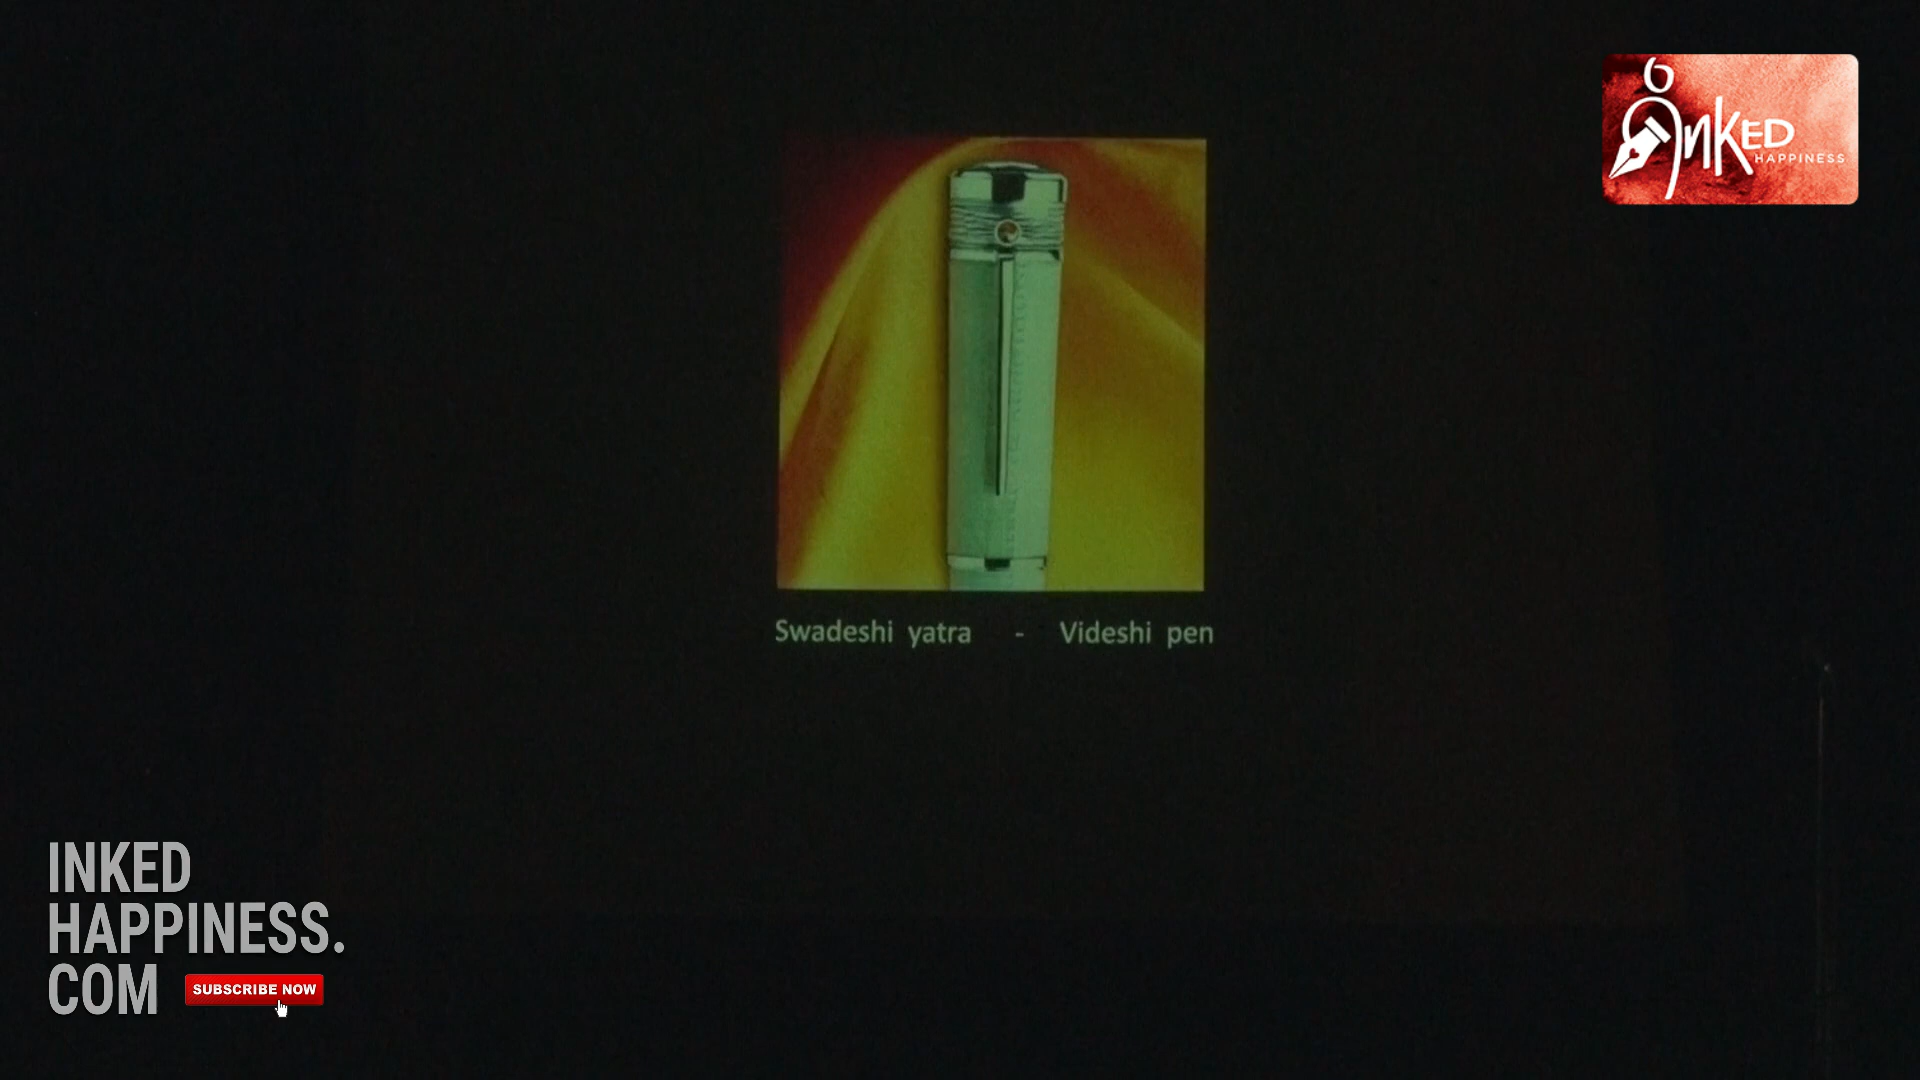 Inked
HAPPINESS
Swadeshi yatra - Videshi pen
INKED
HAPPINESS.
COM
SUBSCRIBE NOW